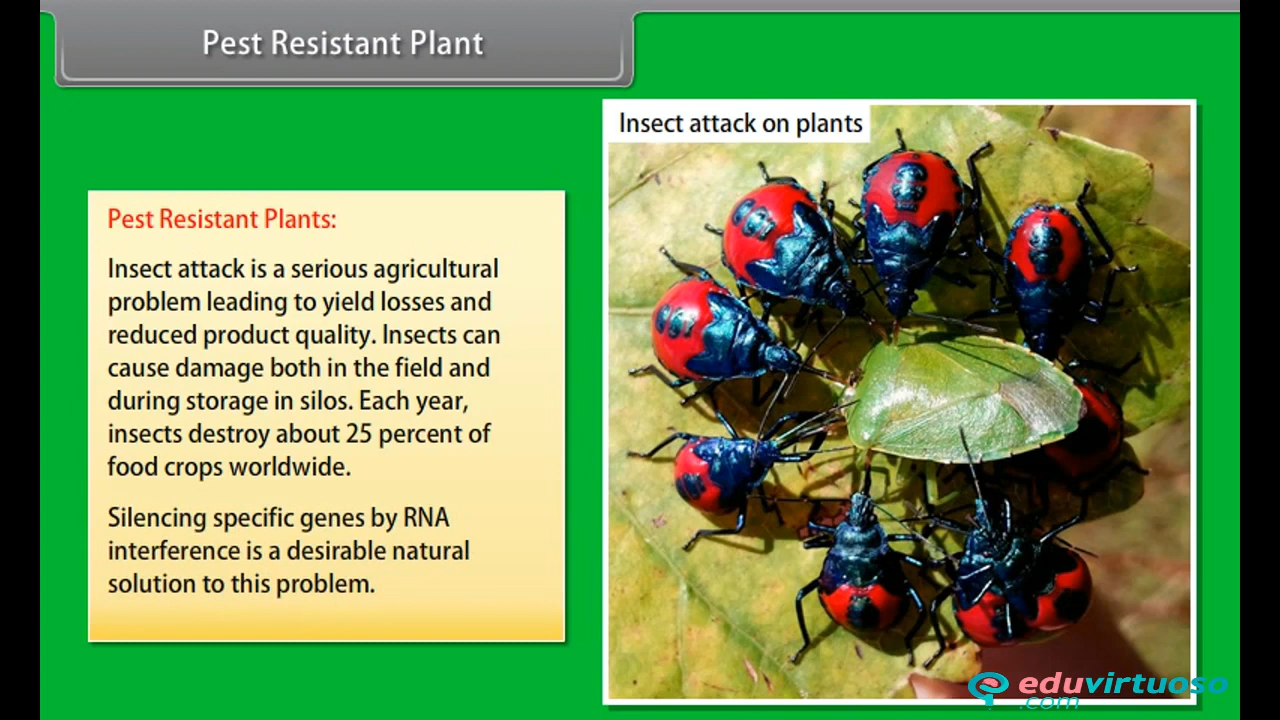 Pest Resistant Plant
Insect attack on plants
Pest Resistant Plants:
Insect attack is a serious agricultural
problem leading to yield losses and
reduced product quality. Insects can
cause damage both in the field and
during storage in silos. Each year,
insects destroy about 25 percent of
food crops worldwide.
Silencing specific genes by RNA
interference is a desirable natural
solution to this problem.
eduvirtuoso
.com